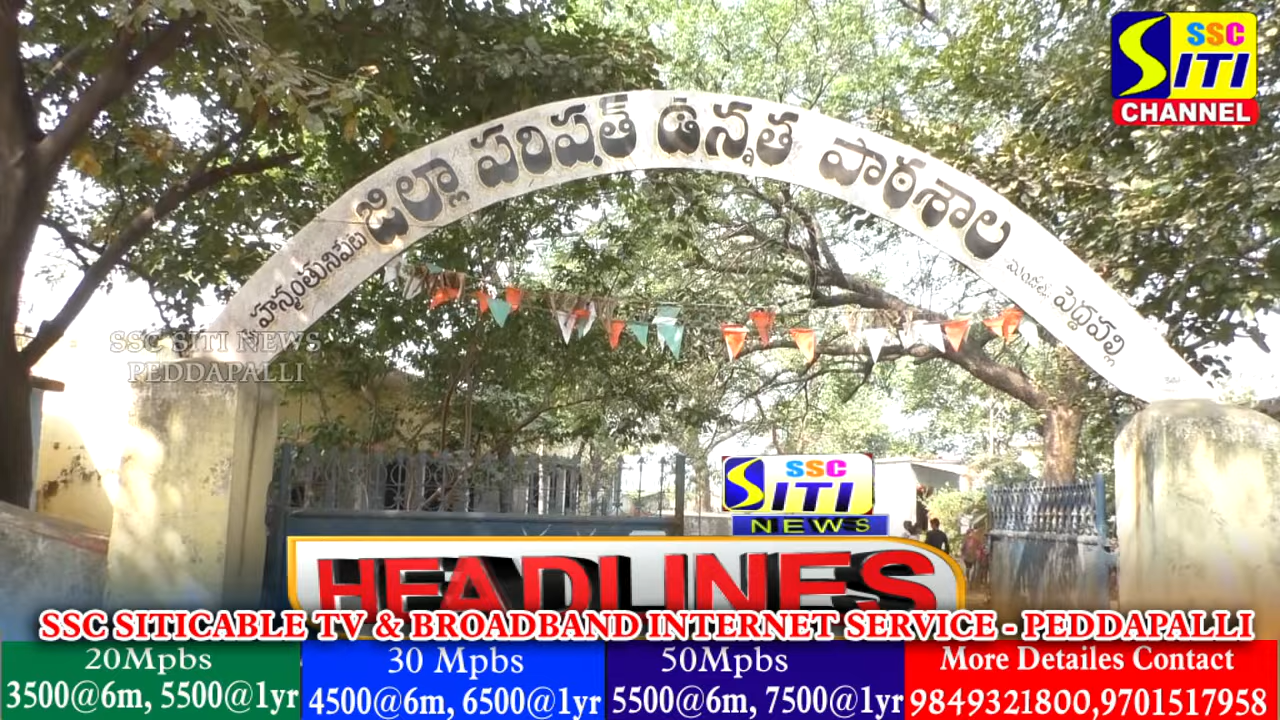 SSC
SITI
CHANNEL
హన్మంతునిపేట జిల్లా పరిషత్ ఉన్నత పాఠశాల మండలం పెద్దపల్లి
SSC SITI NEWS
PEDDAPALLI
SSC
SITI
NEWS
HEADLINES
SSC SITICABLE TV & BROADBAND INTERNET SERVICE - PEDDAPALLI
20Mpbs
3500@6m, 5500@1yr
30 Mpbs
4500@6m, 6500@1yr
50Mpbs
5500@6m, 7500@1yr
More Detailes Contact
9849321800,9701517958